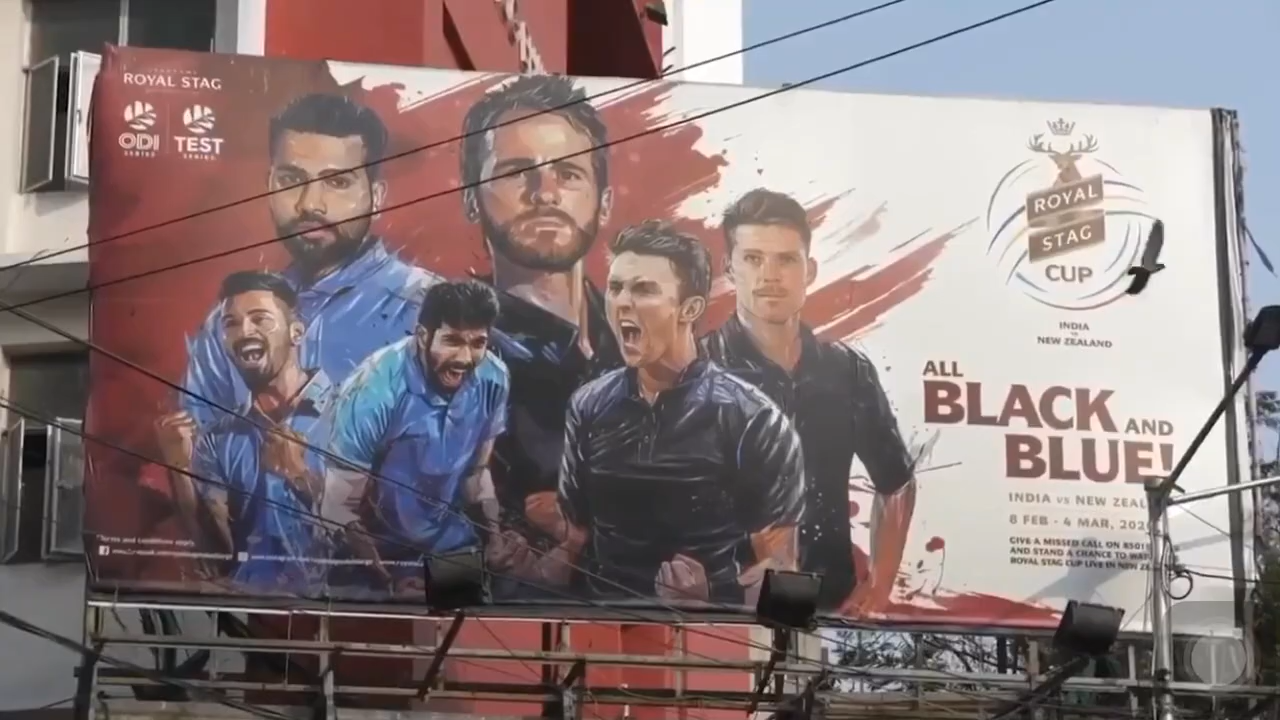 ROYAL STAG
ODI
SERIES
TEST
SERIES
ROYAL
STAG
CUP
INDIA
NEW ZEALAND
ALL
BLACK AND
BLUE!
INDIA VS NEW ZEAL
8 FEB - 4 MAR, 202
GIVE A MISSED CALL ON
AND STAND A CHANCE TO
ROYAL STAG CUP LIVE IN NEW
*Terms and conditions apply.